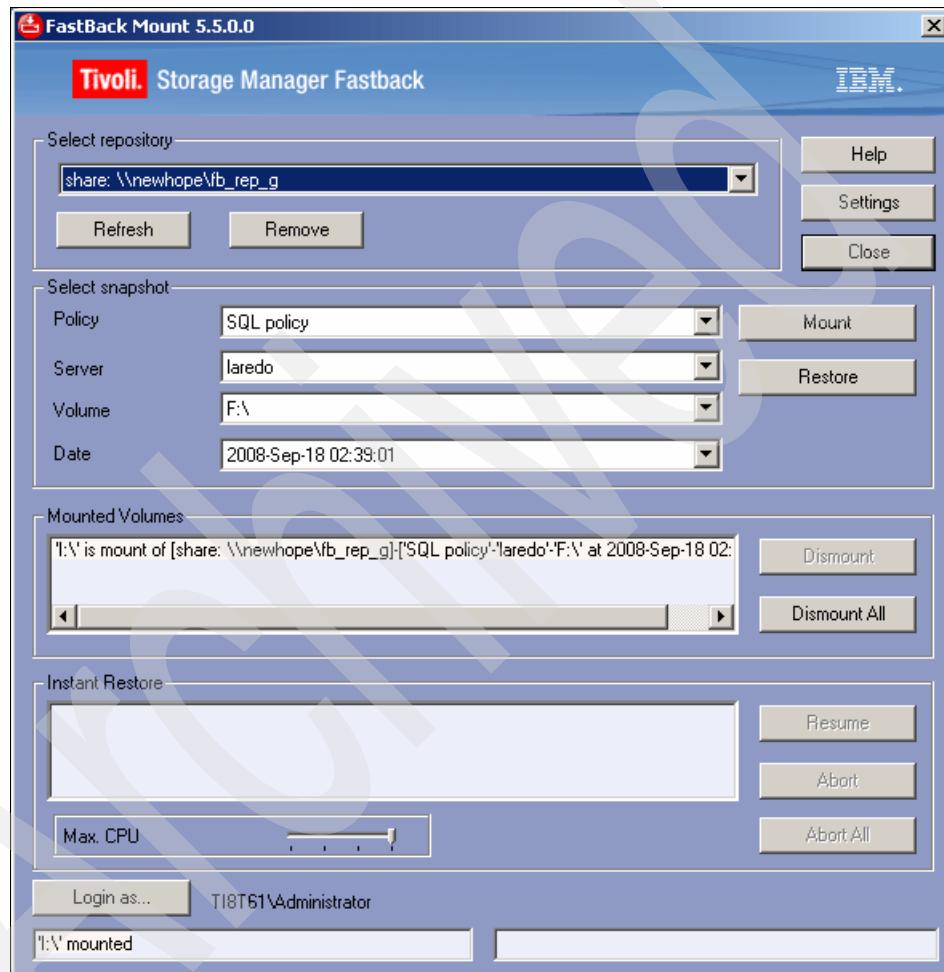 FastBack Mount 5.5.0.0
Tivoli. Storage Manager Fastback
IBM.
Select repository
share: \\newhope\fb_rep_g
Refresh
Remove
Help
Settings
Close
Select snapshot
Policy
SQL policy
Mount
Server
laredo
Restore
Volume
F:\
Date
2008-Sep-18 02:39:01
Mounted Volumes
'I:\' is mount of [share: \\newhope\fb_rep_g]-['SQL policy'-'laredo'-'F:\' at 2008-Sep-18 02:
Dismount
Dismount All
Instant Restore
Resume
Abort
Max. CPU
Abort All
Login as...
TI8T61\Administrator
'I:\' mounted
Archived